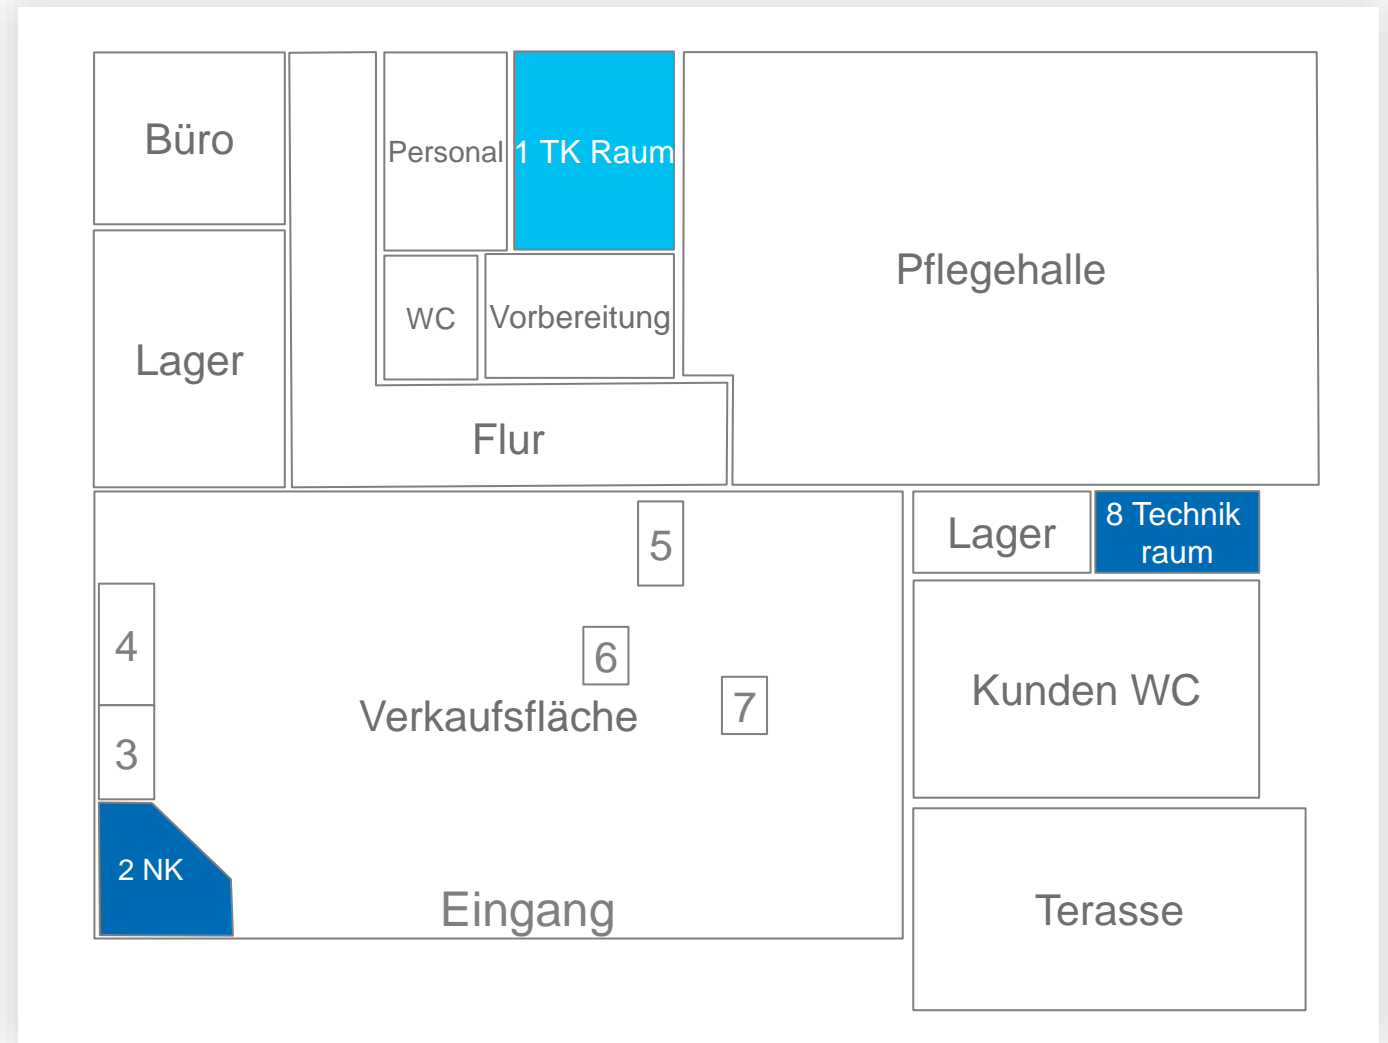 Büro
Personal
1 TK Raum
Pflegehalle
Lager
WC
Vorbereitung
Flur
5
Lager
8 Technik
raum
4
6
Kunden WC
7
Verkaufsfläche
3
2 NK
Eingang
Terasse